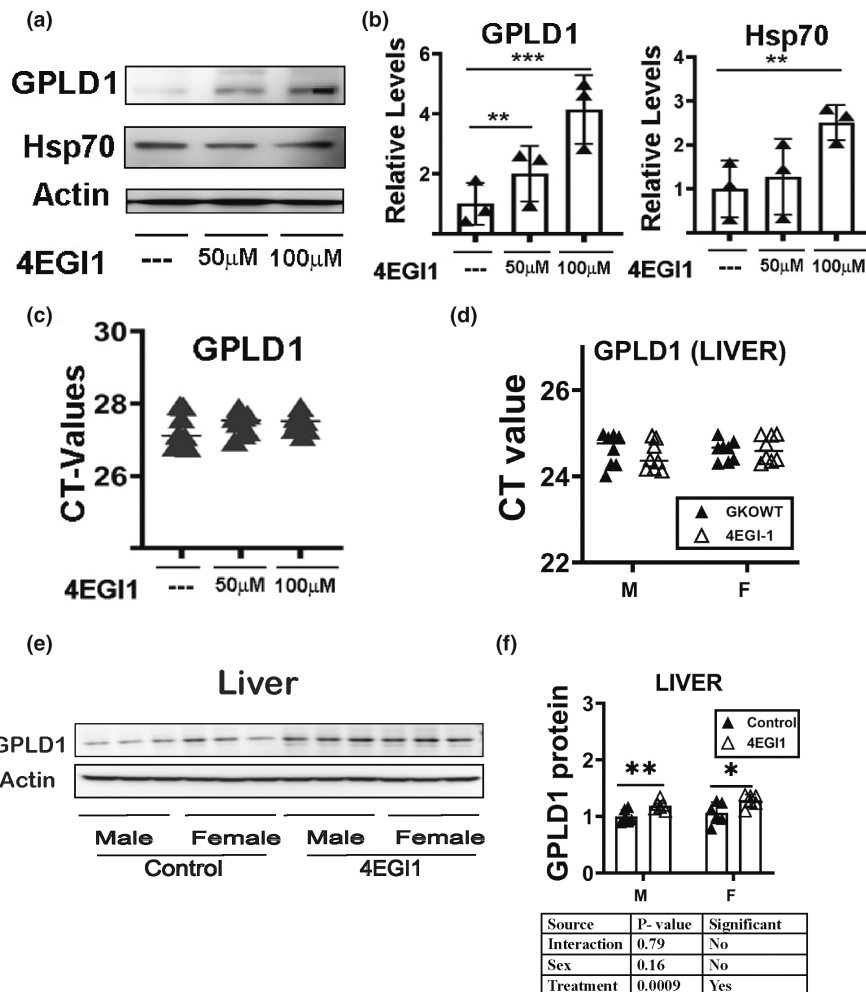 (a)
GPLD1
Hsp70
Actin
4EGI1
---
50μM
100μM
(b)
GPLD1
Relative Levels
6
4
2
***
**
4EGI1
---
50μM
100μM
Hsp70
Relative Levels
4
3
2
1
**
4EGI1
---
50μM
100μM
(c)
GPLD1
CT-Values
30
28
26
4EGI1
---
50μM
100μM
(d)
GPLD1 (LIVER)
CT value
26
24
22
GKOWT
4EGI-1
M
F
(e)
Liver
GPLD1
Actin
Male
Female
Male
Female
Control
4EGI1
(f)
LIVER
GPLD1 protein
3
2
1
0
Control
4EGI1
**
*
M
F
Source P- value Significant
Interaction 0.79 No
Sex 0.16 No
Treatment 0.0009 Yes